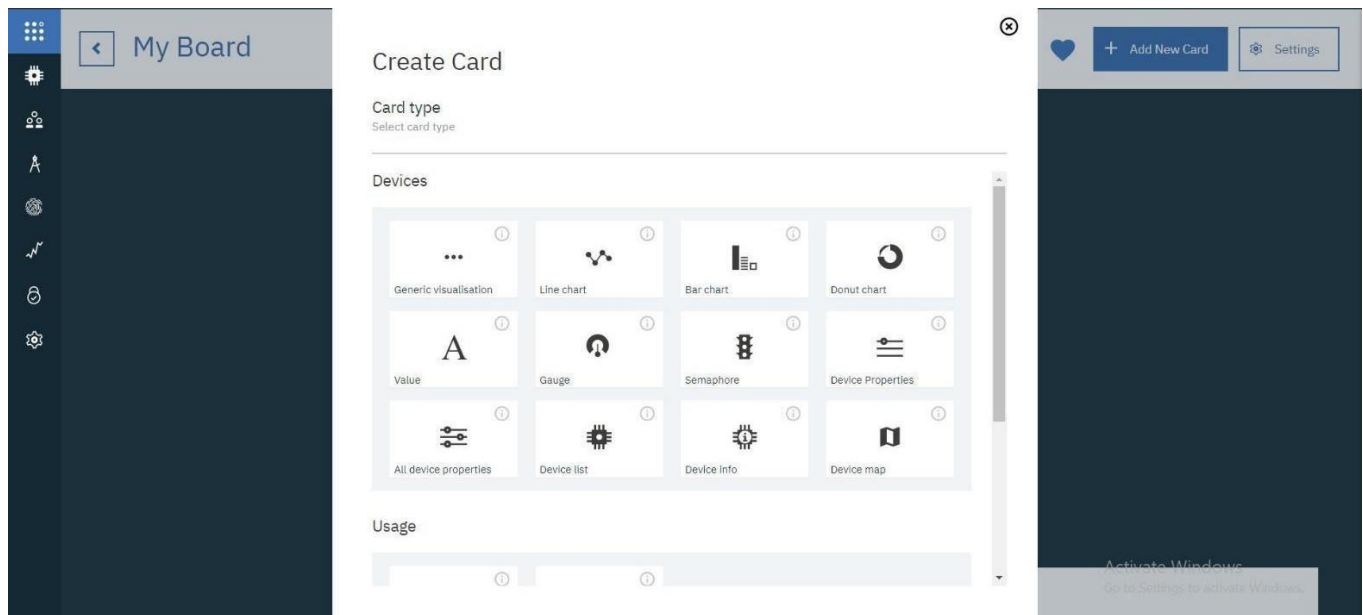 My Board
Add New Card
Settings
Create Card
Card type
Select card type
Devices
Generic visualisation
Line chart
Bar chart
Donut chart
A
Value
Gauge
Semaphore
Device Properties
All device properties
Device list
Device Info
Device map
Usage
Activate Windows
Go to Settings to activate Windows.